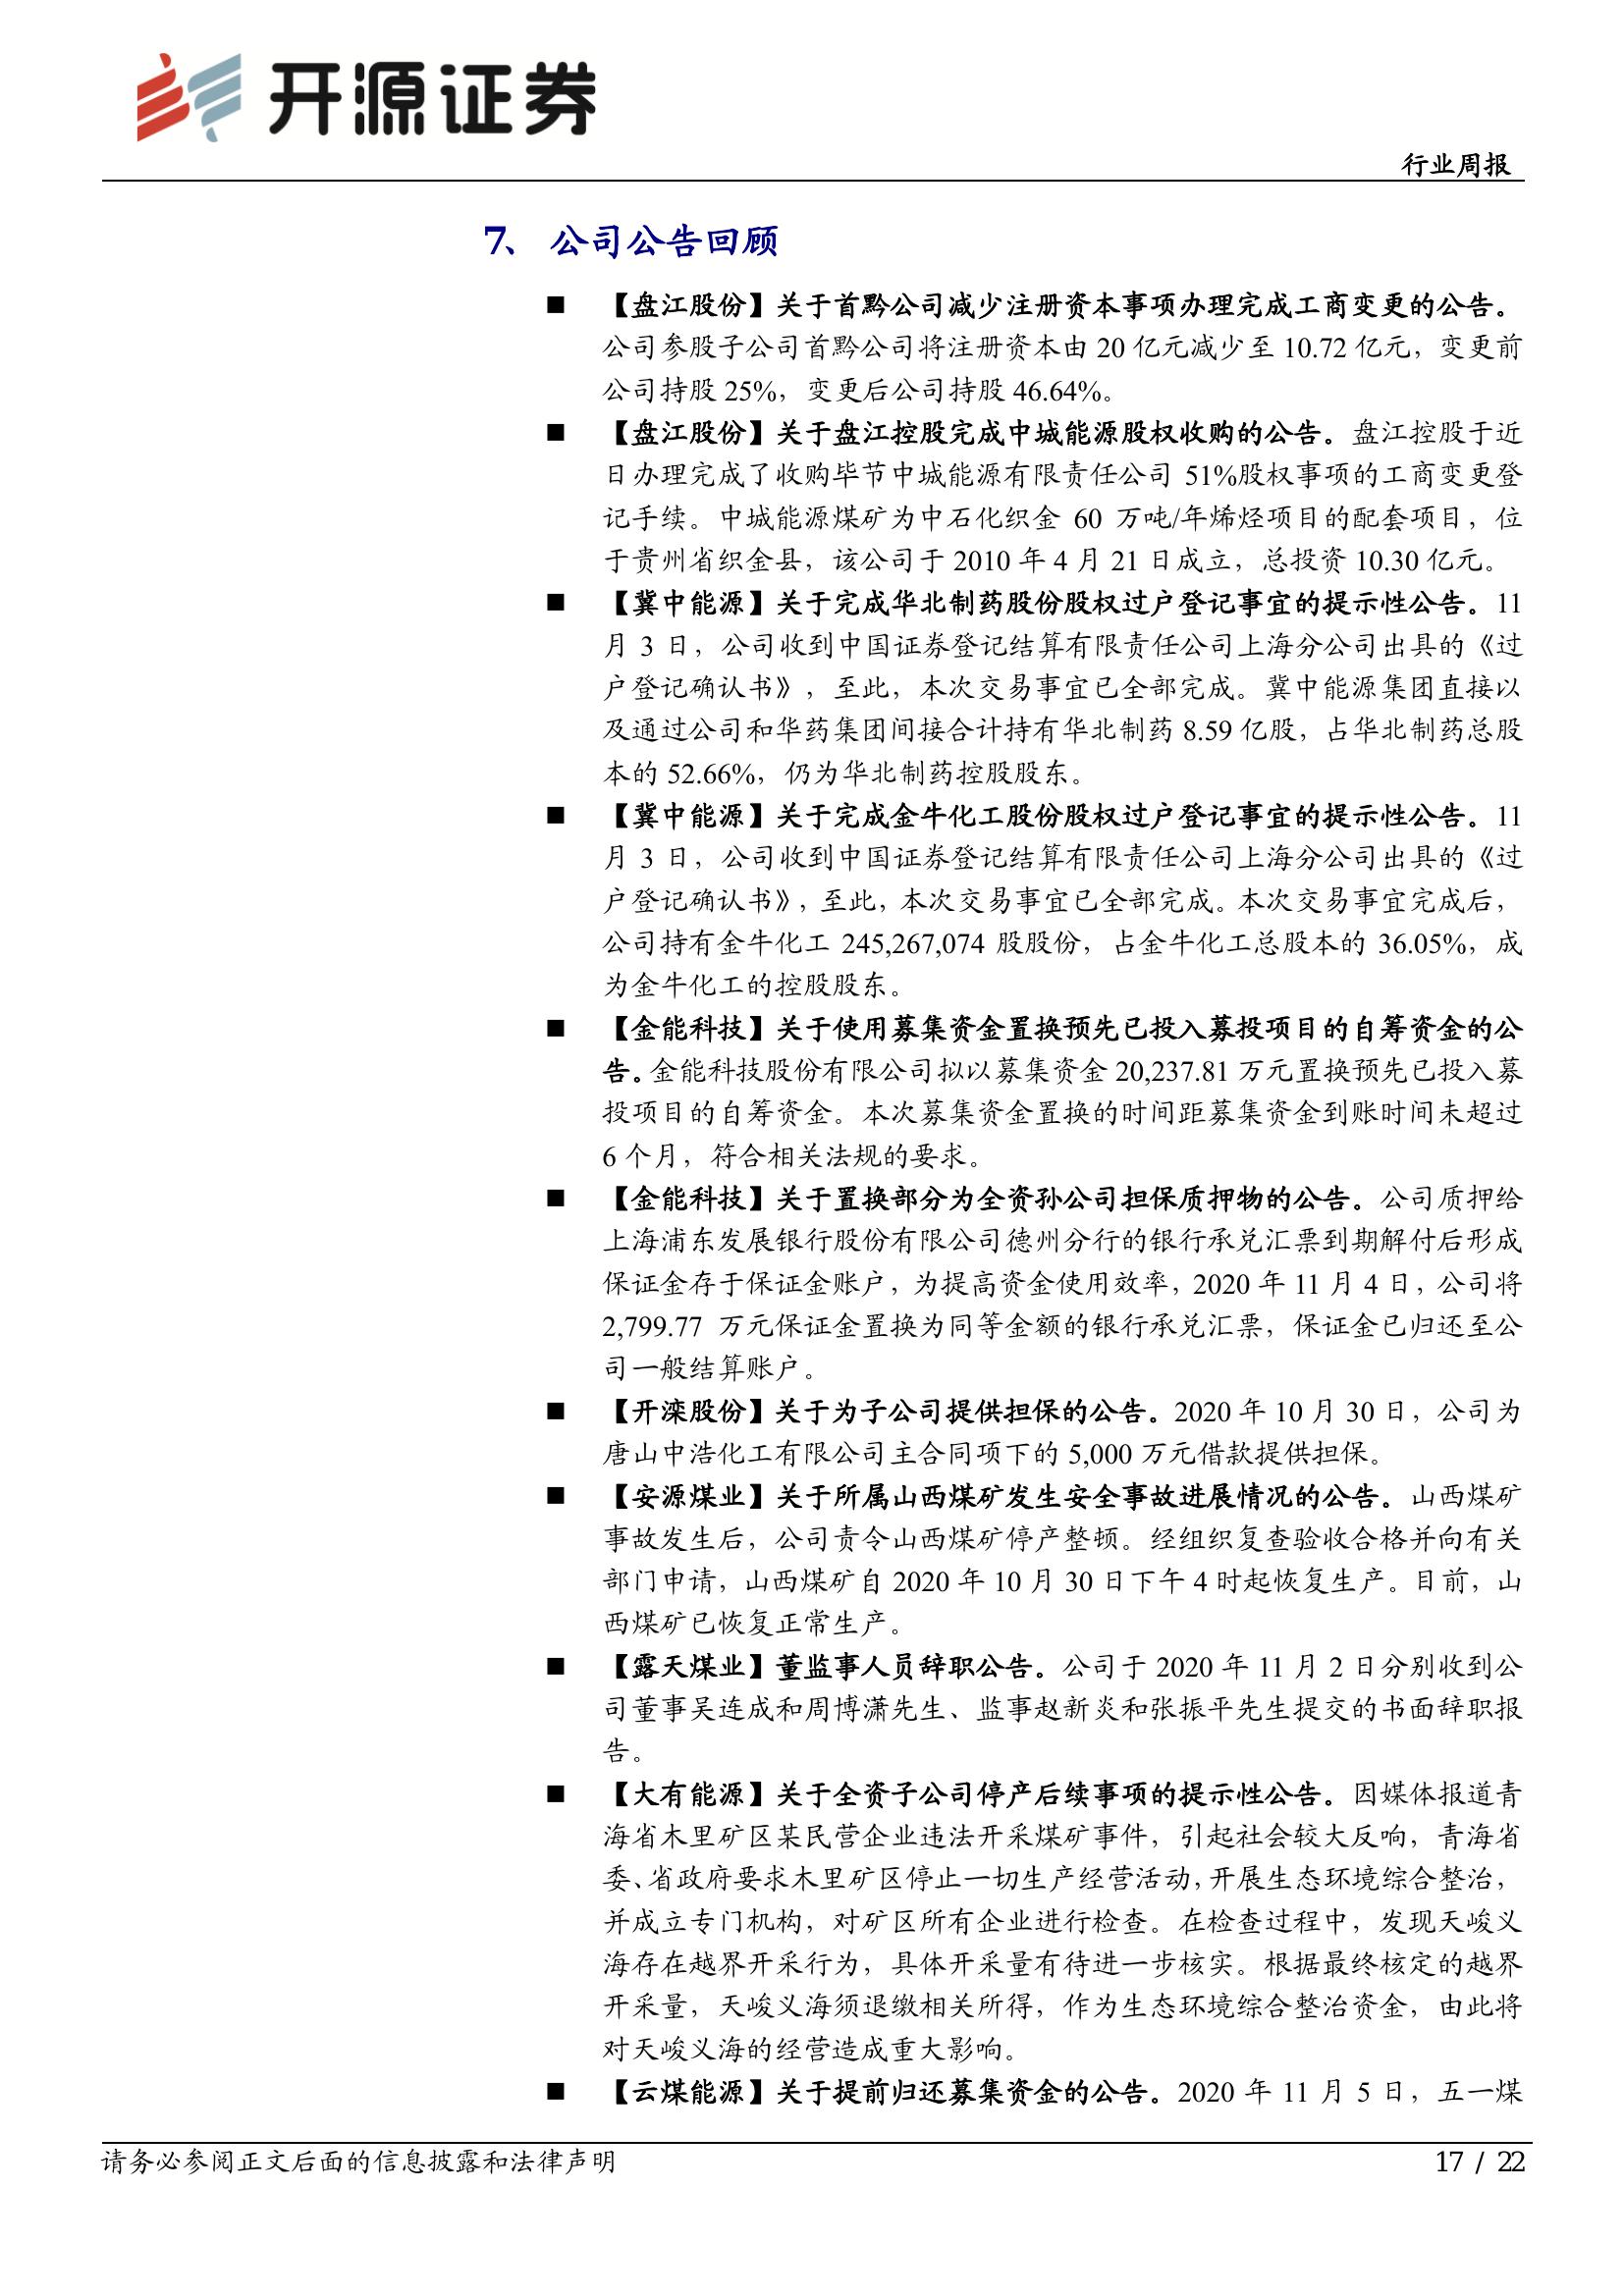 开源证券
行业周报
7、 公司公告回顾
■ 【盘江股份】关于首黔公司减少注册资本事项办理完成工商变更的公告。
公司参股子公司首黔公司将注册资本由 20 亿元减少至 10.72 亿元，变更前
公司持股 25%，变更后公司持股 46.64%。
■ 【盘江股份】关于盘江控股完成中城能源股权收购的公告。盘江控股于近
日办理完成了收购毕节中城能源有限责任公司 51%股权事项的工商变更登
记手续。中城能源煤矿为中石化织金 60 万吨/年烯烃项目的配套项目，位
于贵州省织金县，该公司于 2010 年 4 月 21 日成立，总投资 10.30 亿元。
■ 【冀中能源】关于完成华北制药股份股权过户登记事宜的提示性公告。11
月 3 日，公司收到中国证券登记结算有限责任公司上海分公司出具的《过
户登记确认书》，至此，本次交易事宜已全部完成。冀中能源集团直接以
及通过公司和华药集团间接合计持有华北制药 8.59 亿股，占华北制药总股
本的 52.66%，仍为华北制药控股股东。
■ 【冀中能源】关于完成金牛化工股份股权过户登记事宜的提示性公告。11
月 3 日，公司收到中国证券登记结算有限责任公司上海分公司出具的《过
户登记确认书》，至此，本次交易事宜已全部完成。本次交易事宜完成后，
公司持有金牛化工 245,267,074 股股份，占金牛化工总股本的 36.05%，成
为金牛化工的控股股东。
■ 【金能科技】关于使用募集资金置换预先已投入募投项目的自筹资金的公
告。金能科技股份有限公司拟以募集资金 20,237.81 万元置换预先已投入募
投项目的自筹资金。本次募集资金置换的时间距募集资金到账时间未超过
6 个月，符合相关法规的要求。
■ 【金能科技】关于置换部分为全资孙公司担保质押物的公告。公司质押给
上海浦东发展银行股份有限公司德州分行的银行承兑汇票到期解付后形成
保证金存于保证金账户，为提高资金使用效率，2020 年 11 月 4 日，公司将
2,799.77 万元保证金置换为同等金额的银行承兑汇票，保证金已归还至公
司一般结算账户。
■ 【开滦股份】关于为子公司提供担保的公告。2020 年 10 月 30 日，公司为
唐山中浩化工有限公司主合同项下的 5,000 万元借款提供担保。
■ 【安源煤业】关于所属山西煤矿发生安全事故进展情况的公告。山西煤矿
事故发生后，公司责令山西煤矿停产整顿。经组织复查验收合格并向有关
部门申请，山西煤矿自 2020 年 10 月 30 日下午 4 时起恢复生产。目前，山
西煤矿已恢复正常生产。
■ 【露天煤业】董监事人员辞职公告。公司于 2020 年 11 月 2 日分别收到公
司董事吴连成和周博潇先生、监事赵新炎和张振平先生提交的书面辞职报
告。
■ 【大有能源】关于全资子公司停产后续事项的提示性公告。因媒体报道青
海省木里矿区某民营企业违法开采煤矿事件，引起社会较大反响，青海省
委、省政府要求木里矿区停止一切生产经营活动，开展生态环境综合整治，
并成立专门机构，对矿区所有企业进行检查。在检查过程中，发现天峻义
海存在越界开采行为，具体开采量有待进一步核实。根据最终核定的越界
开采量，天峻义海须退缴相关所得，作为生态环境综合整治资金，由此将
对天峻义海的经营造成重大影响。
■ 【云煤能源】关于提前归还募集资金的公告。2020 年 11 月 5 日，五一煤
请务必参阅正文后面的信息披露和法律声明
17 / 22